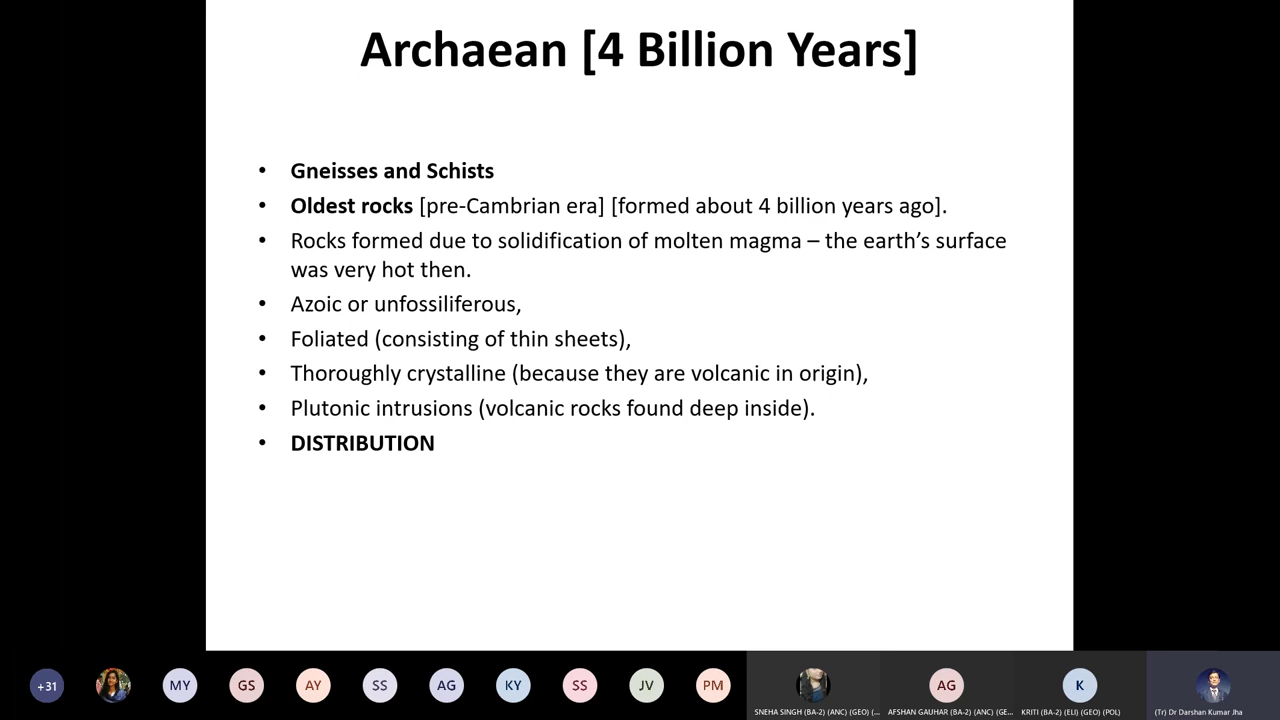 Archaean [4 Billion Years]
• Gneisses and Schists
• Oldest rocks [pre-Cambrian era] [formed about 4 billion years ago].
• Rocks formed due to solidification of molten magma – the earth's surface
was very hot then.
• Azoic or unfossiliferous,
• Foliated (consisting of thin sheets),
• Thoroughly crystalline (because they are volcanic in origin),
• Plutonic intrusions (volcanic rocks found deep inside).
• DISTRIBUTION
+31 MY GS AY SS AG KY SS JV PM AG K
SNEHA SINGH (BA-2) (ANC) (GEO) (... AFSHAN GAUHAR (BA-2) (ANC) (GE... KRITI (BA-2) (ELI) (GEO) (POL) (Tr) Dr Darshan Kumar Jha